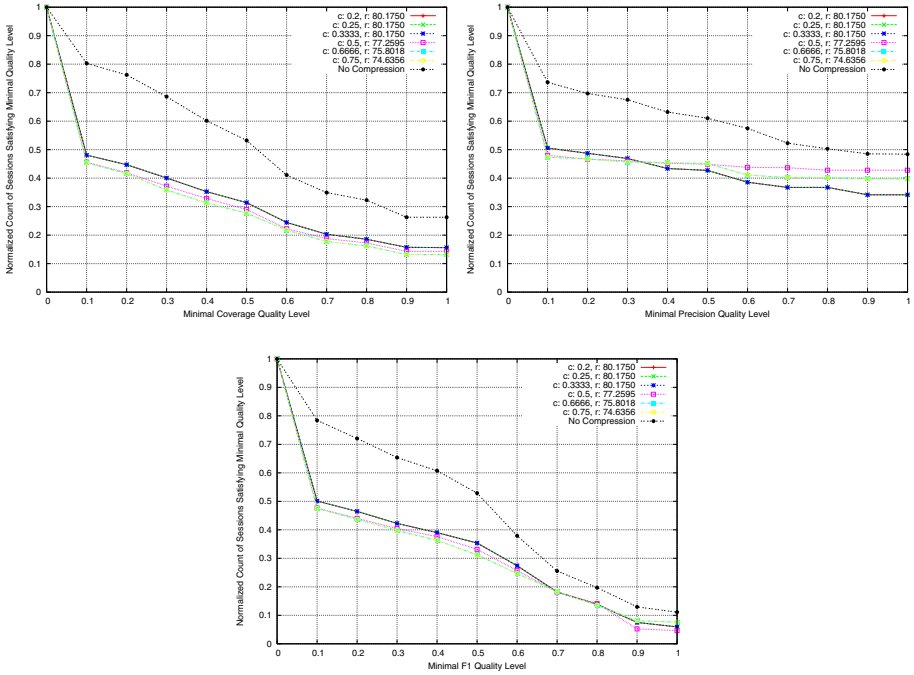 Normalized Count of Sessions Satisfying Minimal Quality Level
1
0.9
0.8
0.7
0.6
0.5
0.4
0.3
0.2
0.1
0
c: 0.2, r: 80.1750
c: 0.25, r: 80.1750
c: 0.3333, r: 80.1750
c: 0.5, r: 77.2595
c: 0.6666, r: 75.8018
c: 0.75, r: 74.6356
No Compression
0 0.1 0.2 0.3 0.4 0.5 0.6 0.7 0.8 0.9 1
Minimal Coverage Quality Level
Normalized Count of Sessions Satisfying Minimal Quality Level
1
0.9
0.8
0.7
0.6
0.5
0.4
0.3
0.2
0.1
0
c: 0.2, r: 80.1750
c: 0.25, r: 80.1750
c: 0.3333, r: 80.1750
c: 0.5, r: 77.2595
c: 0.6666, r: 75.8018
c: 0.75, r: 74.6356
No Compression
0 0.1 0.2 0.3 0.4 0.5 0.6 0.7 0.8 0.9 1
Minimal Precision Quality Level
Normalized Count of Sessions Satisfying Minimal Quality Level
1
0.9
0.8
0.7
0.6
0.5
0.4
0.3
0.2
0.1
0
c: 0.2, r: 80.1750
c: 0.25, r: 80.1750
c: 0.3333, r: 80.1750
c: 0.5, r: 77.2595
c: 0.6666, r: 75.8018
c: 0.75, r: 74.6356
No Compression
0 0.1 0.2 0.3 0.4 0.5 0.6 0.7 0.8 0.9 1
Minimal F1 Quality Level